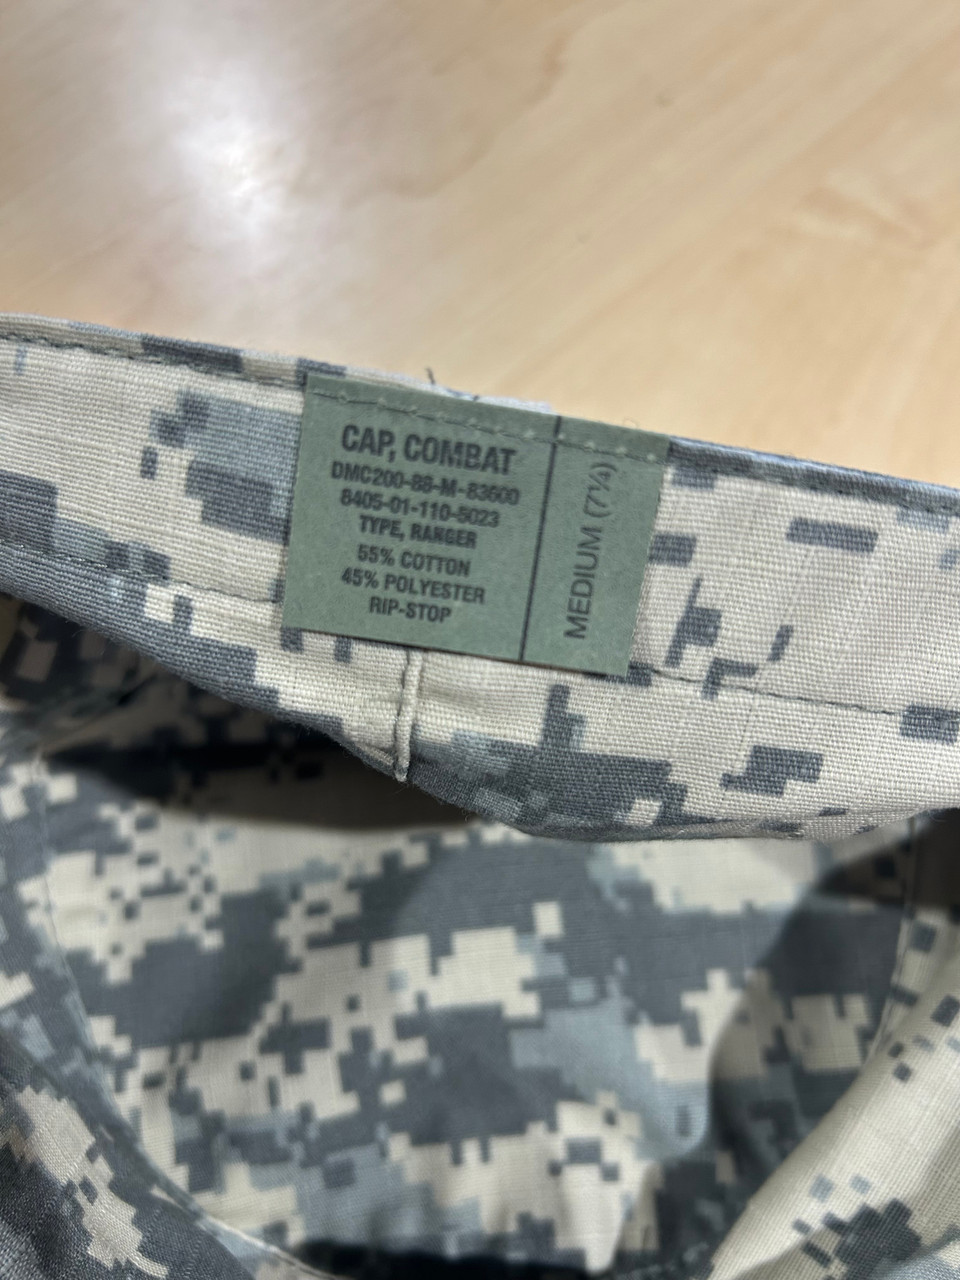 CAP, COMBAT
DMC200-88-M-83600
8405-01-110-5023
TYPE, RANGER
55% COTTON
45% POLYESTER
RIP-STOP
MEDIUM (7¼)